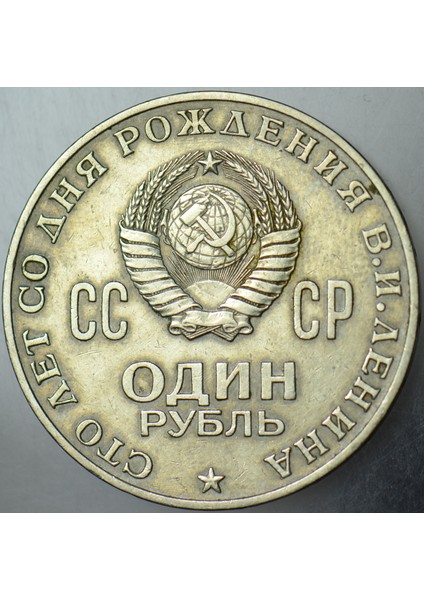 СТО ЛЕТ СО ДНЯ РОЖДЕНИЯ В.И.ЛЕНИНА
СС СР
ОДИН
РУБЛЬ